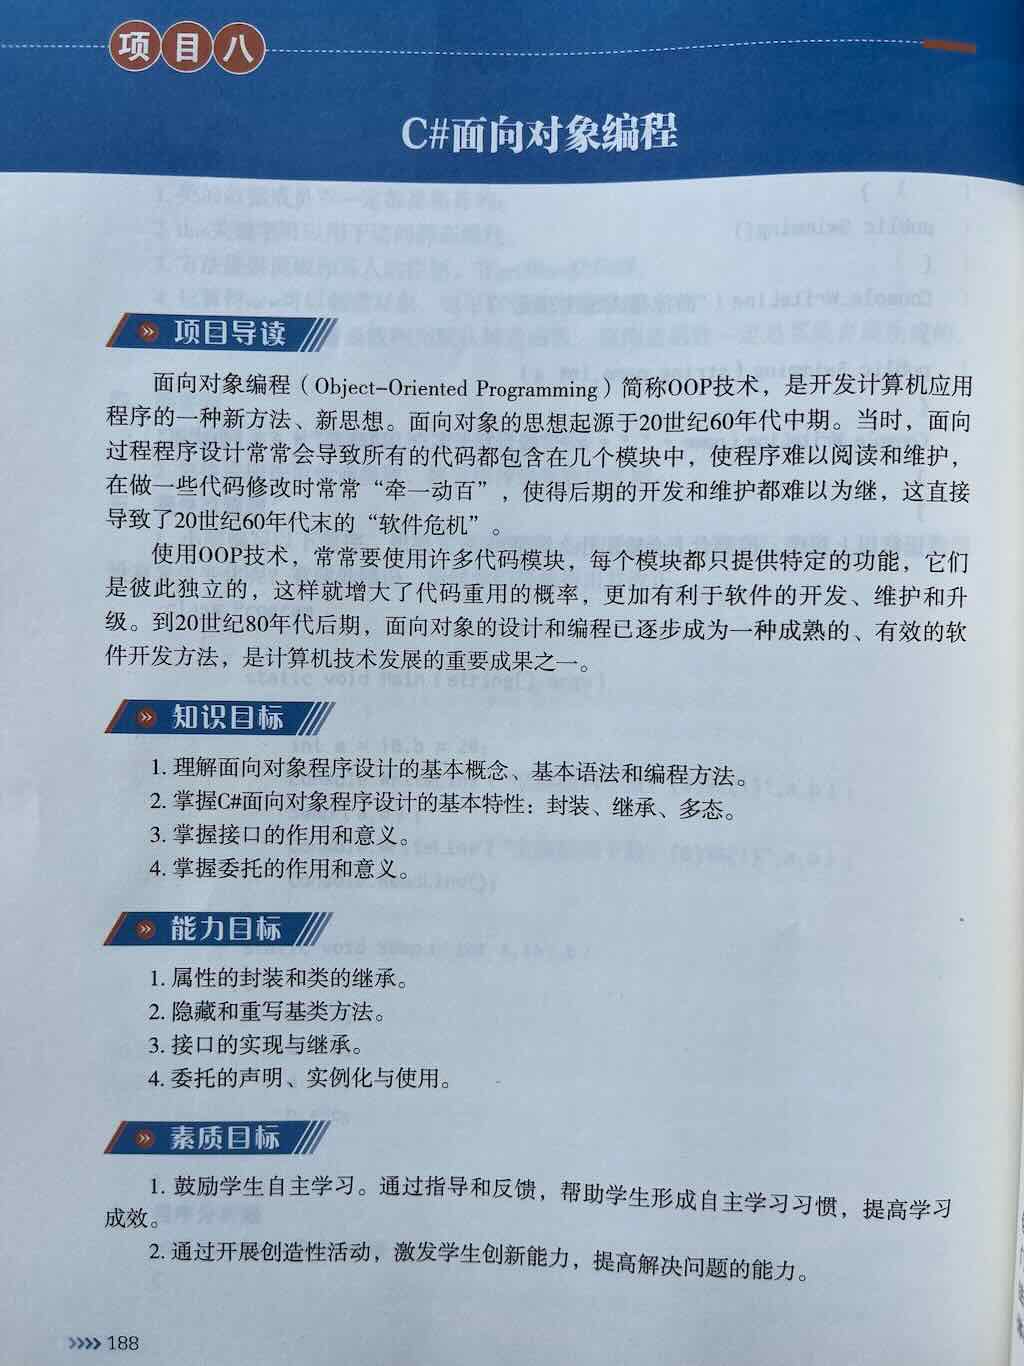 项目八
C#面向对象编程
项目导读
面向对象编程（Object-Oriented Programming）简称OOP技术，是开发计算机应用
程序的一种新方法、新思想。面向对象的思想起源于20世纪60年代中期。当时，面向
过程程序设计常常会导致所有的代码都包含在几个模块中，使程序难以阅读和维护，
在做一些代码修改时常常“牵一动百”，使得后期的开发和维护都难以为继，这直接
导致了20世纪60年代末的“软件危机”。
使用OOP技术，常常要使用许多代码模块，每个模块都只提供特定的功能，它们
是彼此独立的，这样就增大了代码重用的概率，更加有利于软件的开发、维护和升
级。到20世纪80年代后期，面向对象的设计和编程已逐步成为一种成熟的、有效的软
件开发方法，是计算机技术发展的重要成果之一。
知识目标
1. 理解面向对象程序设计的基本概念、基本语法和编程方法。
2. 掌握C#面向对象程序设计的基本特性：封装、继承、多态。
3. 掌握接口的作用和意义。
4. 掌握委托的作用和意义。
能力目标
1. 属性的封装和类的继承。
2. 隐藏和重写基类方法。
3. 接口的实现与继承。
4. 委托的声明、实例化与使用。
素质目标
1. 鼓励学生自主学习。通过指导和反馈，帮助学生形成自主学习习惯，提高学习
成效。
2. 通过开展创造性活动，激发学生创新能力，提高解决问题的能力。
188